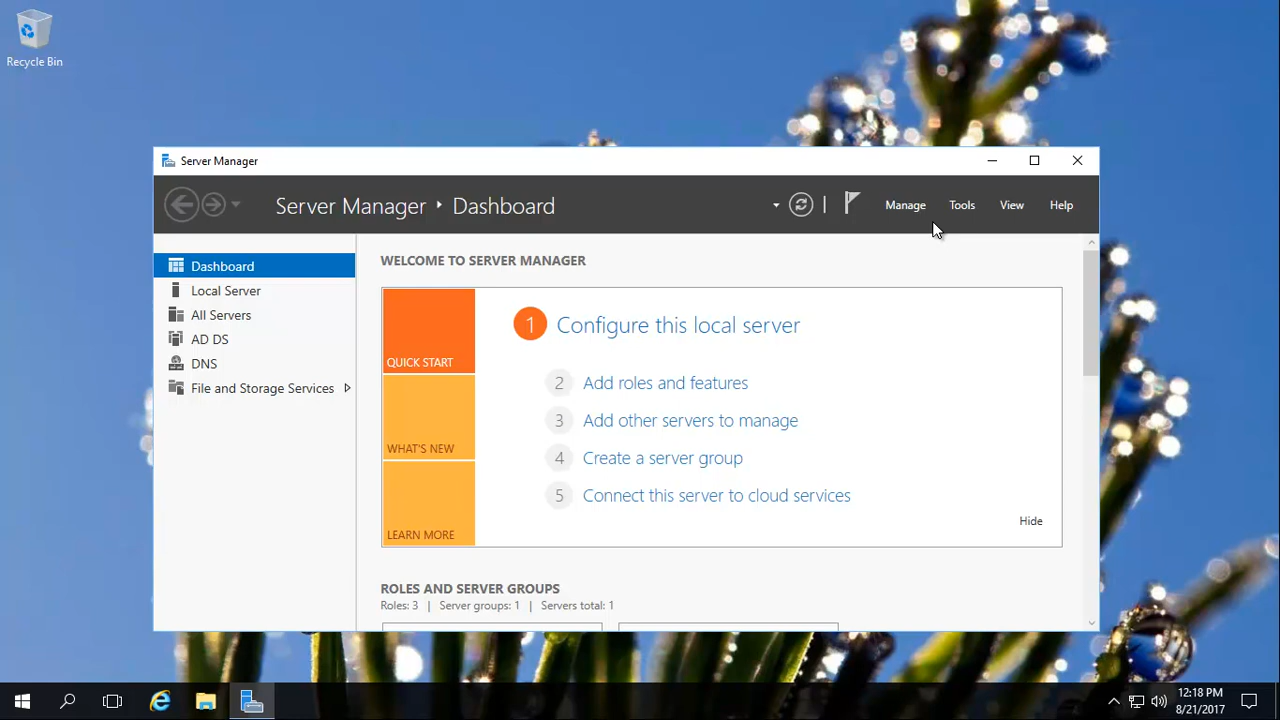 Recycle Bin
Server Manager
Server Manager Dashboard
Manage Tools View Help
Dashboard
Local Server
All Servers
AD DS
DNS
File and Storage Services
WELCOME TO SERVER MANAGER
QUICK START
WHAT'S NEW
LEARN MORE
1 Configure this local server
2 Add roles and features
3 Add other servers to manage
4 Create a server group
5 Connect this server to cloud services
Hide
ROLES AND SERVER GROUPS
Roles: 3 | Server groups: 1 | Servers total: 1
12:18 PM
8/21/2017